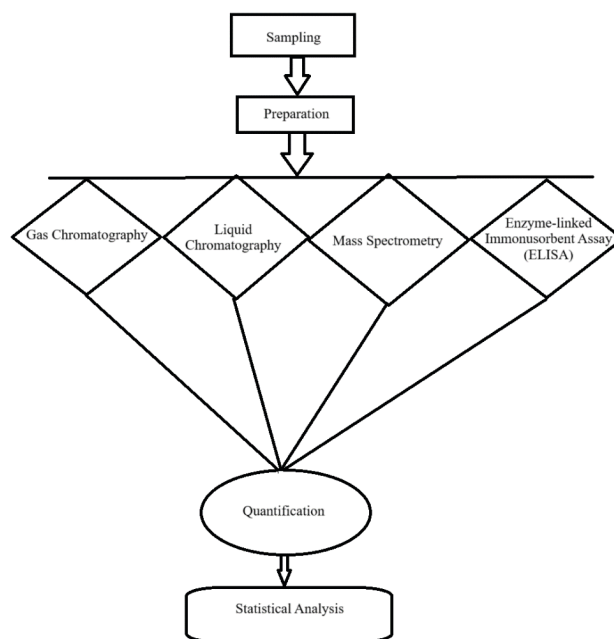 Sampling
Preparation
Gas Chromatography
Liquid
Chromatography
Mass Spectrometry
Enzyme-linked
Immonusorbent Assay
(ELISA)
Quantification
Statistical Analysis